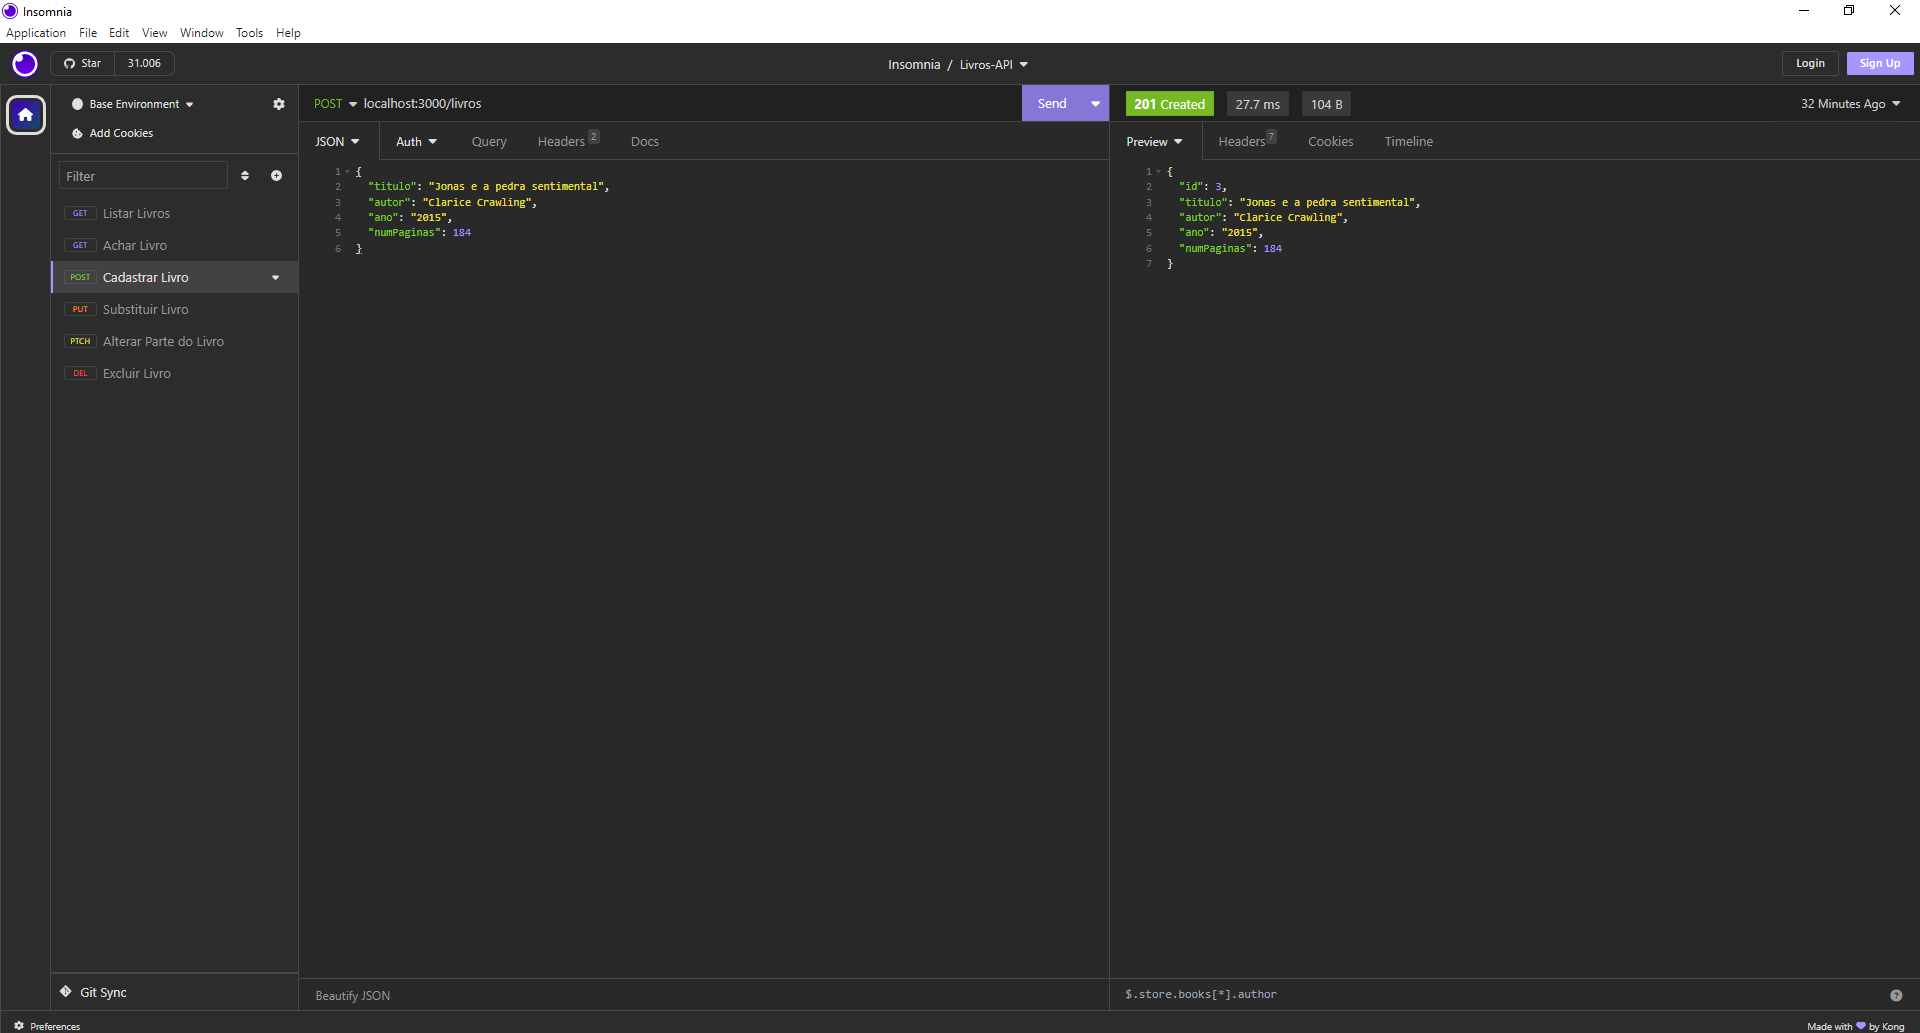 Insomnia
Application File Edit View Window Tools Help
Star 31.006
Insomnia / Livros-API
Login Sign Up
Base Environment
Add Cookies
Filter
GET Listar Livros
GET Achar Livro
POST Cadastrar Livro
PUT Substituir Livro
PTCH Alterar Parte do Livro
DEL Excluir Livro
Git Sync
Preferences
POST localhost:3000/livros Send
JSON Auth Query Headers 2 Docs
1 {
2 "titulo": "Jonas e a pedra sentimental",
3 "autor": "Clarice Crawling",
4 "ano": "2015",
5 "numPaginas": 184
6 }
Beautify JSON
201 Created 27.7 ms 104 B 32 Minutes Ago
Preview Headers 7 Cookies Timeline
1 {
2 "id": 3,
3 "titulo": "Jonas e a pedra sentimental",
4 "autor": "Clarice Crawling",
5 "ano": "2015",
6 "numPaginas": 184
7 }
$.store.books[*].author ?
Made with 💜 by Kong